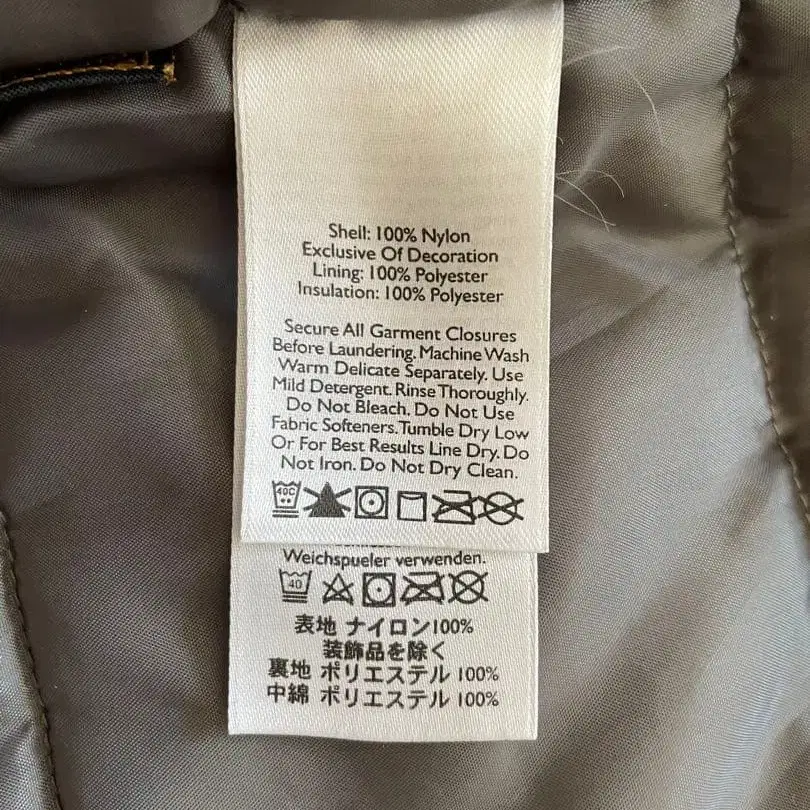 Shell: 100% Nylon
Exclusive Of Decoration
Lining: 100% Polyester
Insulation: 100% Polyester
Secure All Garment Closures
Before Laundering. Machine Wash
Warm Delicate Separately. Use
Mild Detergent. Rinse Thoroughly.
Do Not Bleach. Do Not Use
Fabric Softeners. Tumble Dry Low
Or For Best Results Line Dry. Do
Not Iron. Do Not Dry Clean.
40C
Weichspueler verwenden.
40
表地 ナイロン100%
装飾品を除く
裏地 ポリエステル 100%
中綿 ポリエステル 100%